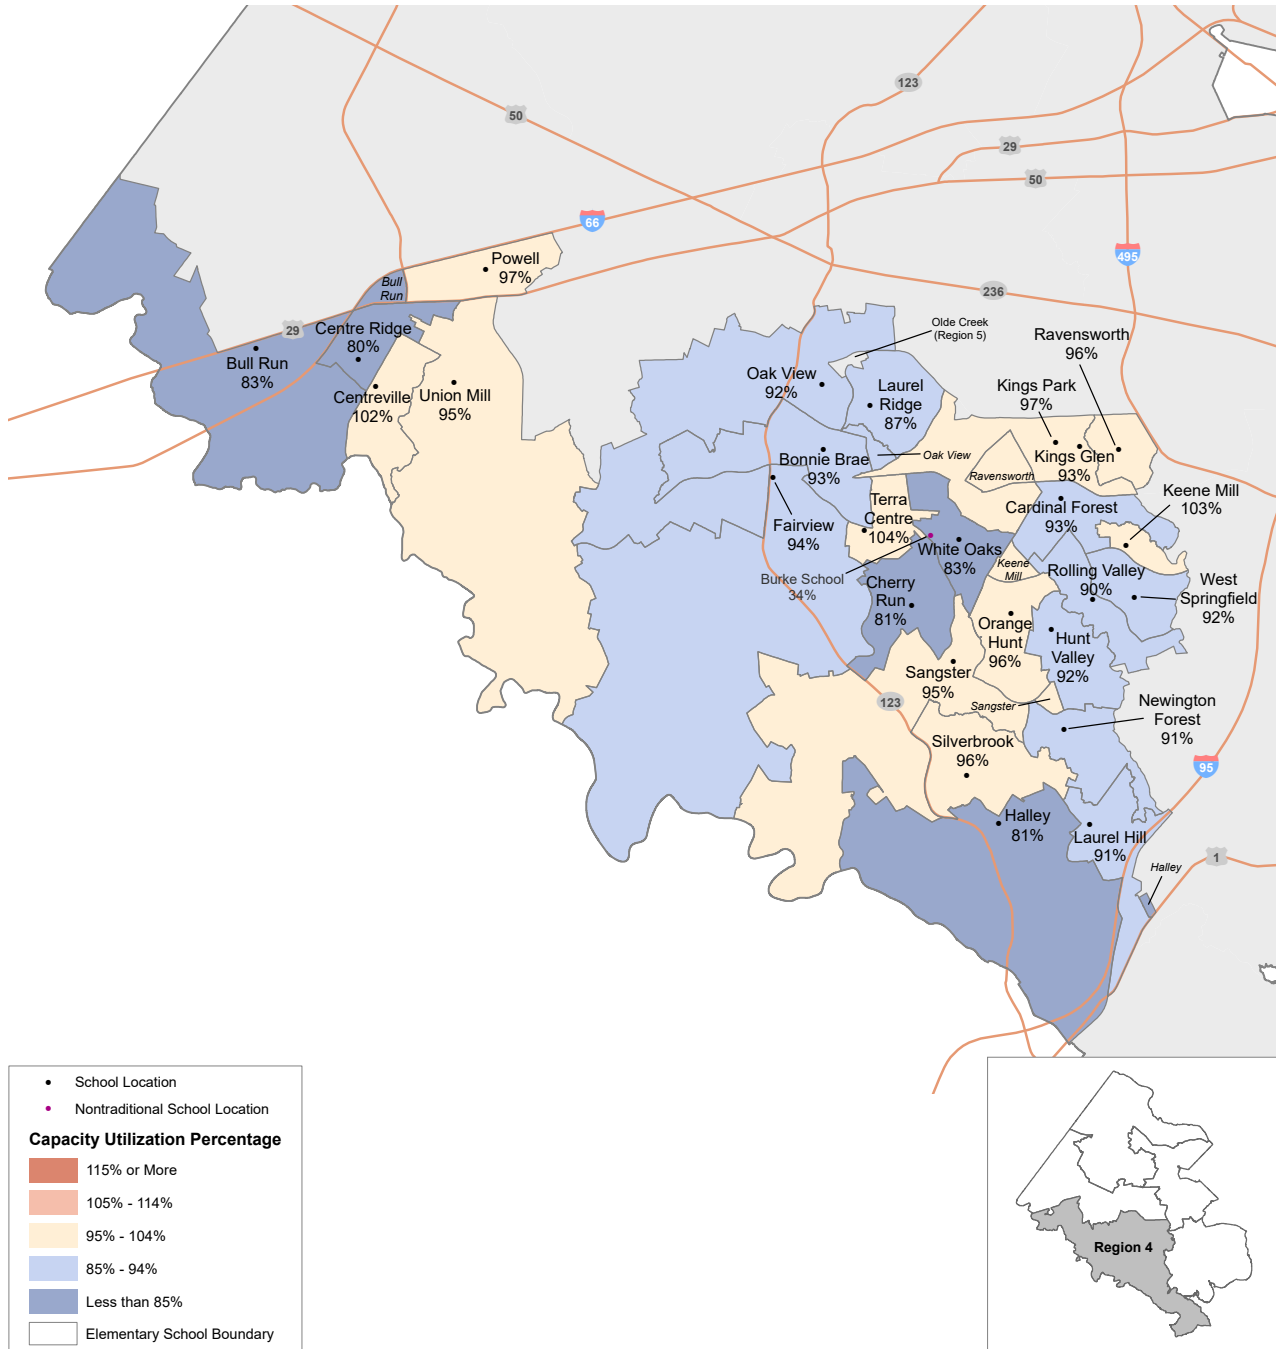 123
50
29
50
66
495
236
Powell
97%
Bull
Run
29
Centre Ridge
80%
Bull Run
83%
Centreville
102%
Union Mill
95%
Olde Creek
(Region 5)
Ravensworth
96%
Oak View
92%
Laurel
Ridge
87%
Kings Park
97%
Bonnie Brae
93%
Oak View
Kings Glen
93%
Ravensworth
Keene Mill
103%
Terra
Centre
104%
Cardinal Forest
93%
Fairview
94%
White Oaks
83%
Keene
Mill
Rolling Valley
90%
West
Springfield
92%
Burke School
34%
Cherry
Run
81%
Orange
Hunt
96%
Hunt
Valley
92%
Sangster
95%
Sangster
123
Newington
Forest
91%
Silverbrook
96%
95
Halley
81%
Laurel Hill
91%
Halley
1
School Location
Nontraditional School Location
Capacity Utilization Percentage
115% or More
105% - 114%
95% - 104%
85% - 94%
Less than 85%
Elementary School Boundary
Region 4